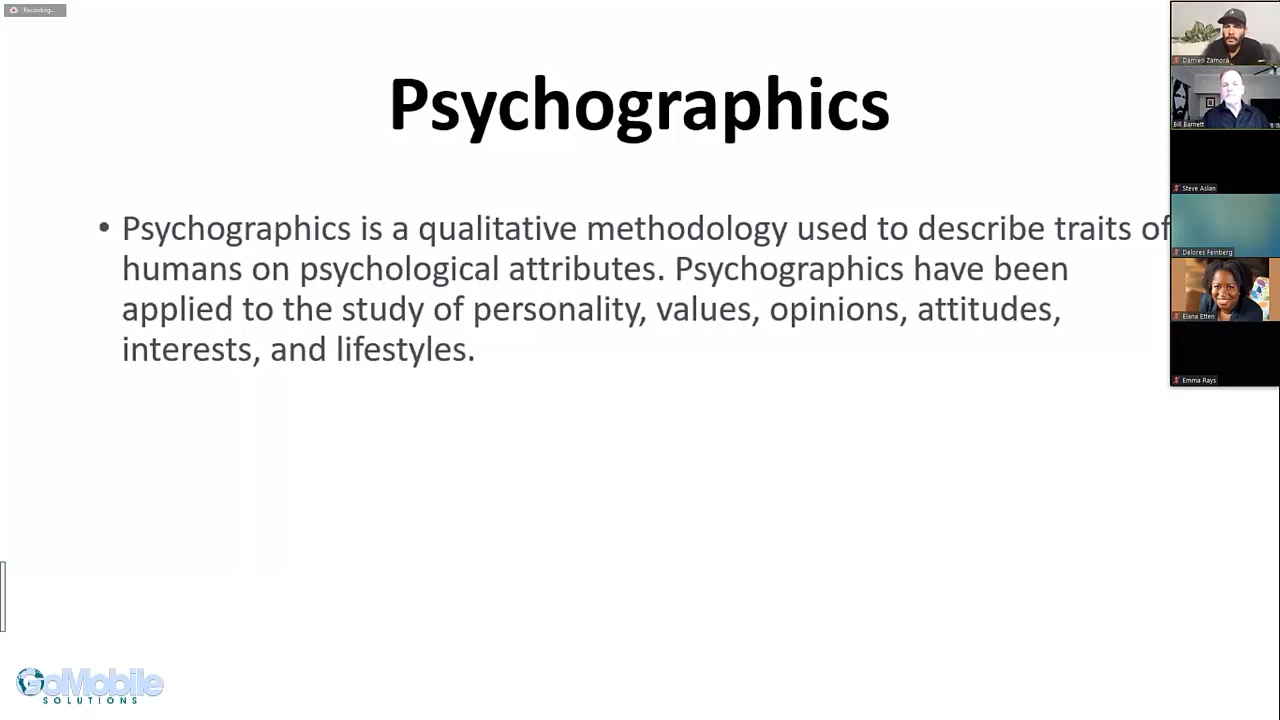 Recording...
Psychographics
• Psychographics is a qualitative methodology used to describe traits of
humans on psychological attributes. Psychographics have been
applied to the study of personality, values, opinions, attitudes,
interests, and lifestyles.
GoMobile
SOLUTIONS
Damien Zamora
Bill Barnett
Steve Aslan
Delores Feinberg
Elana Etten
Emma Rays